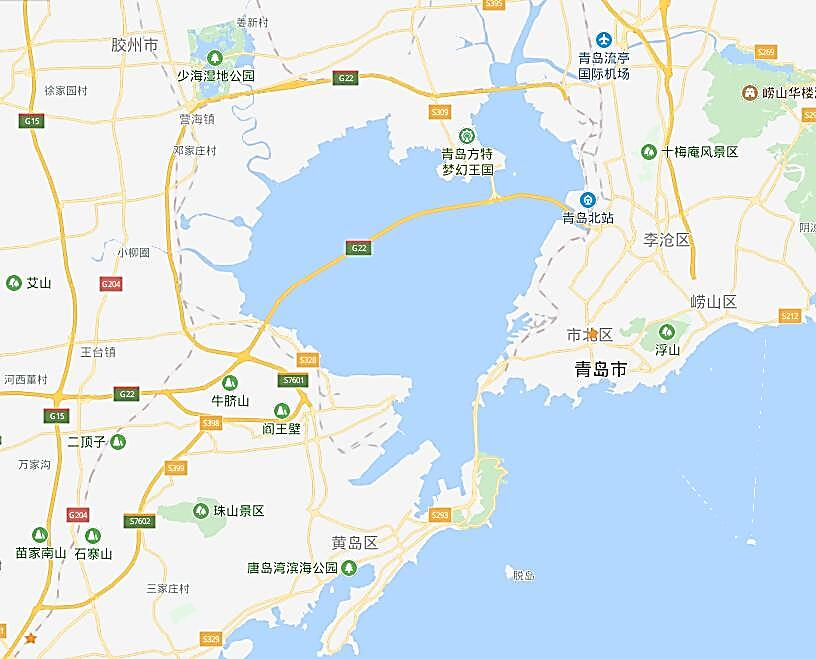 S395
姜新村
胶州市
青岛流亭
国际机场
S269
少海湿地公园
G22
徐家园村
崂山华楼
S309
营海镇
G15
青岛方特
梦幻王国
十梅庵风景区
邓家庄村
青岛北站
李沧区
G22
小柳圈
艾山
G204
崂山区
S212
市北区
浮山
王台镇
S328
青岛市
河西董村
S7601
G22
牛脐山
G15
阎王壁
S398
二顶子
万家沟
S399
珠山景区
G204
S7602
S293
苗家南山
石寨山
黄岛区
唐岛湾滨海公园
脱岛
三家庄村
S329